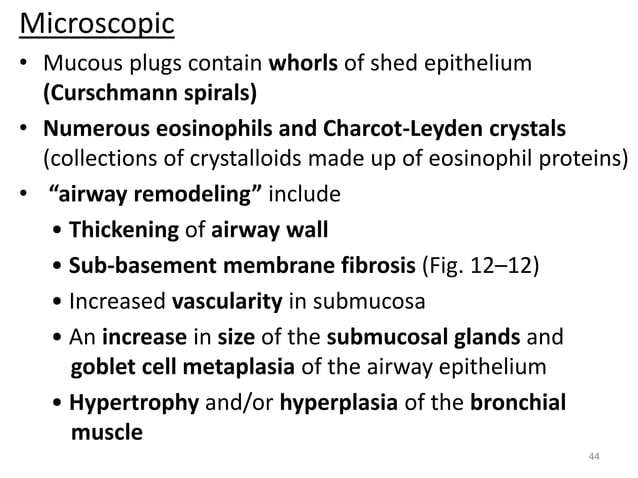 Microscopic
• Mucous plugs contain whorls of shed epithelium
(Curschmann spirals)
• Numerous eosinophils and Charcot-Leyden crystals
(collections of crystalloids made up of eosinophil proteins)
• “airway remodeling” include
• Thickening of airway wall
• Sub-basement membrane fibrosis (Fig. 12–12)
• Increased vascularity in submucosa
• An increase in size of the submucosal glands and
goblet cell metaplasia of the airway epithelium
• Hypertrophy and/or hyperplasia of the bronchial
muscle
44